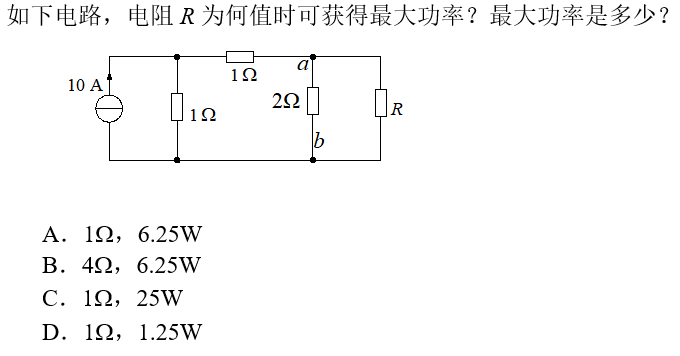 如下电路，电阻 R 为何值时可获得最大功率？最大功率是多少？
1Ω
a
10 A
2Ω
1Ω
R
b
A．1Ω，6.25W
B．4Ω，6.25W
C．1Ω，25W
D．1Ω，1.25W